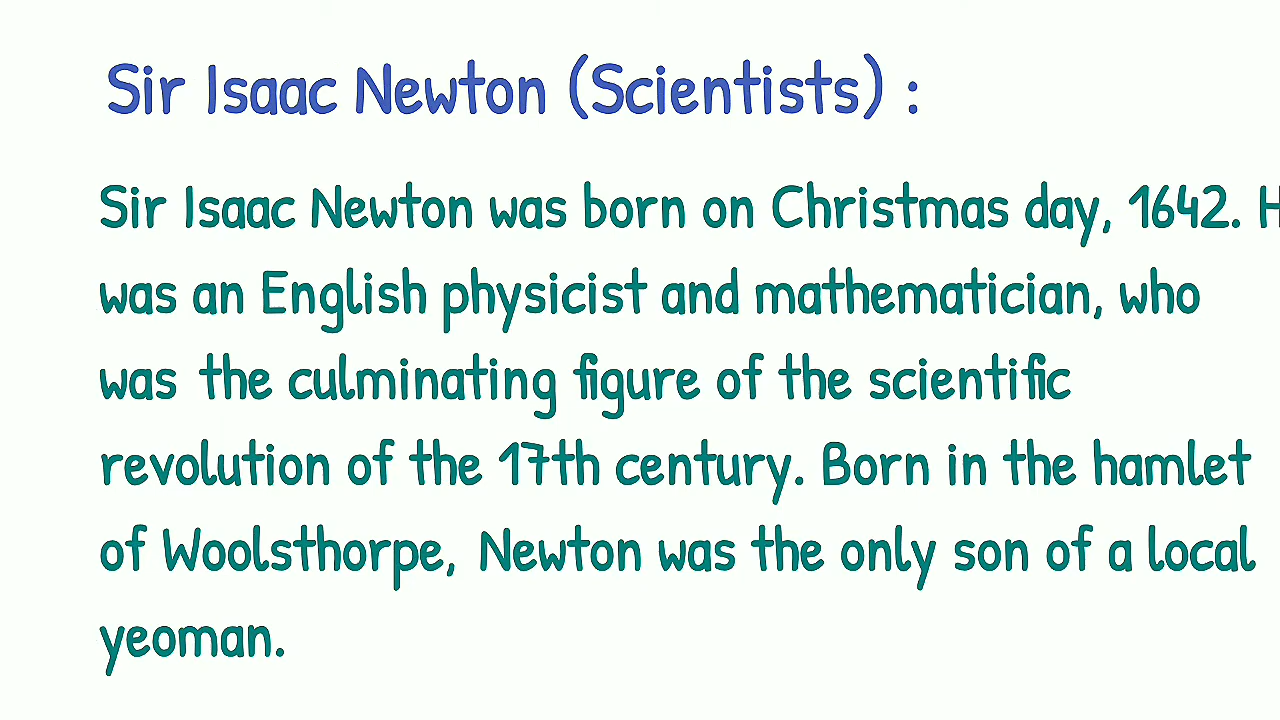 Sir Isaac Newton (Scientists) :
Sir Isaac Newton was born on Christmas day, 1642. H
was an English physicist and mathematician, who
was the culminating figure of the scientific
revolution of the 17th century. Born in the hamlet
of Woolsthorpe, Newton was the only son of a local
yeoman.